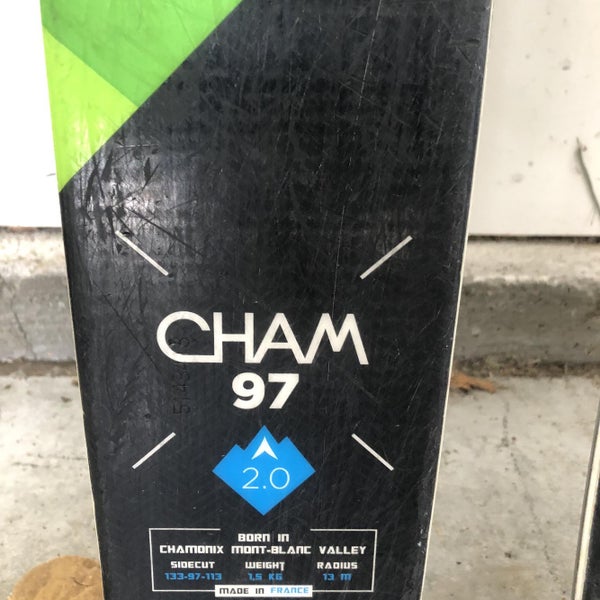 CHAM
97
2.0
BORN IN
CHAMONIX MONT-BLANC VALLEY
SIDECUT WEIGHT RADIUS
133-97-113 1,5 KG 13 M
MADE IN FRANCE